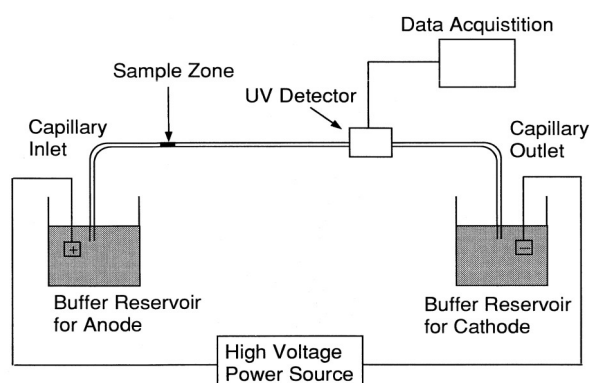 Data Acquistition
Sample Zone
UV Detector
Capillary
Inlet
Capillary
Outlet
+
—
Buffer Reservoir
for Anode
Buffer Reservoir
for Cathode
High Voltage
Power Source